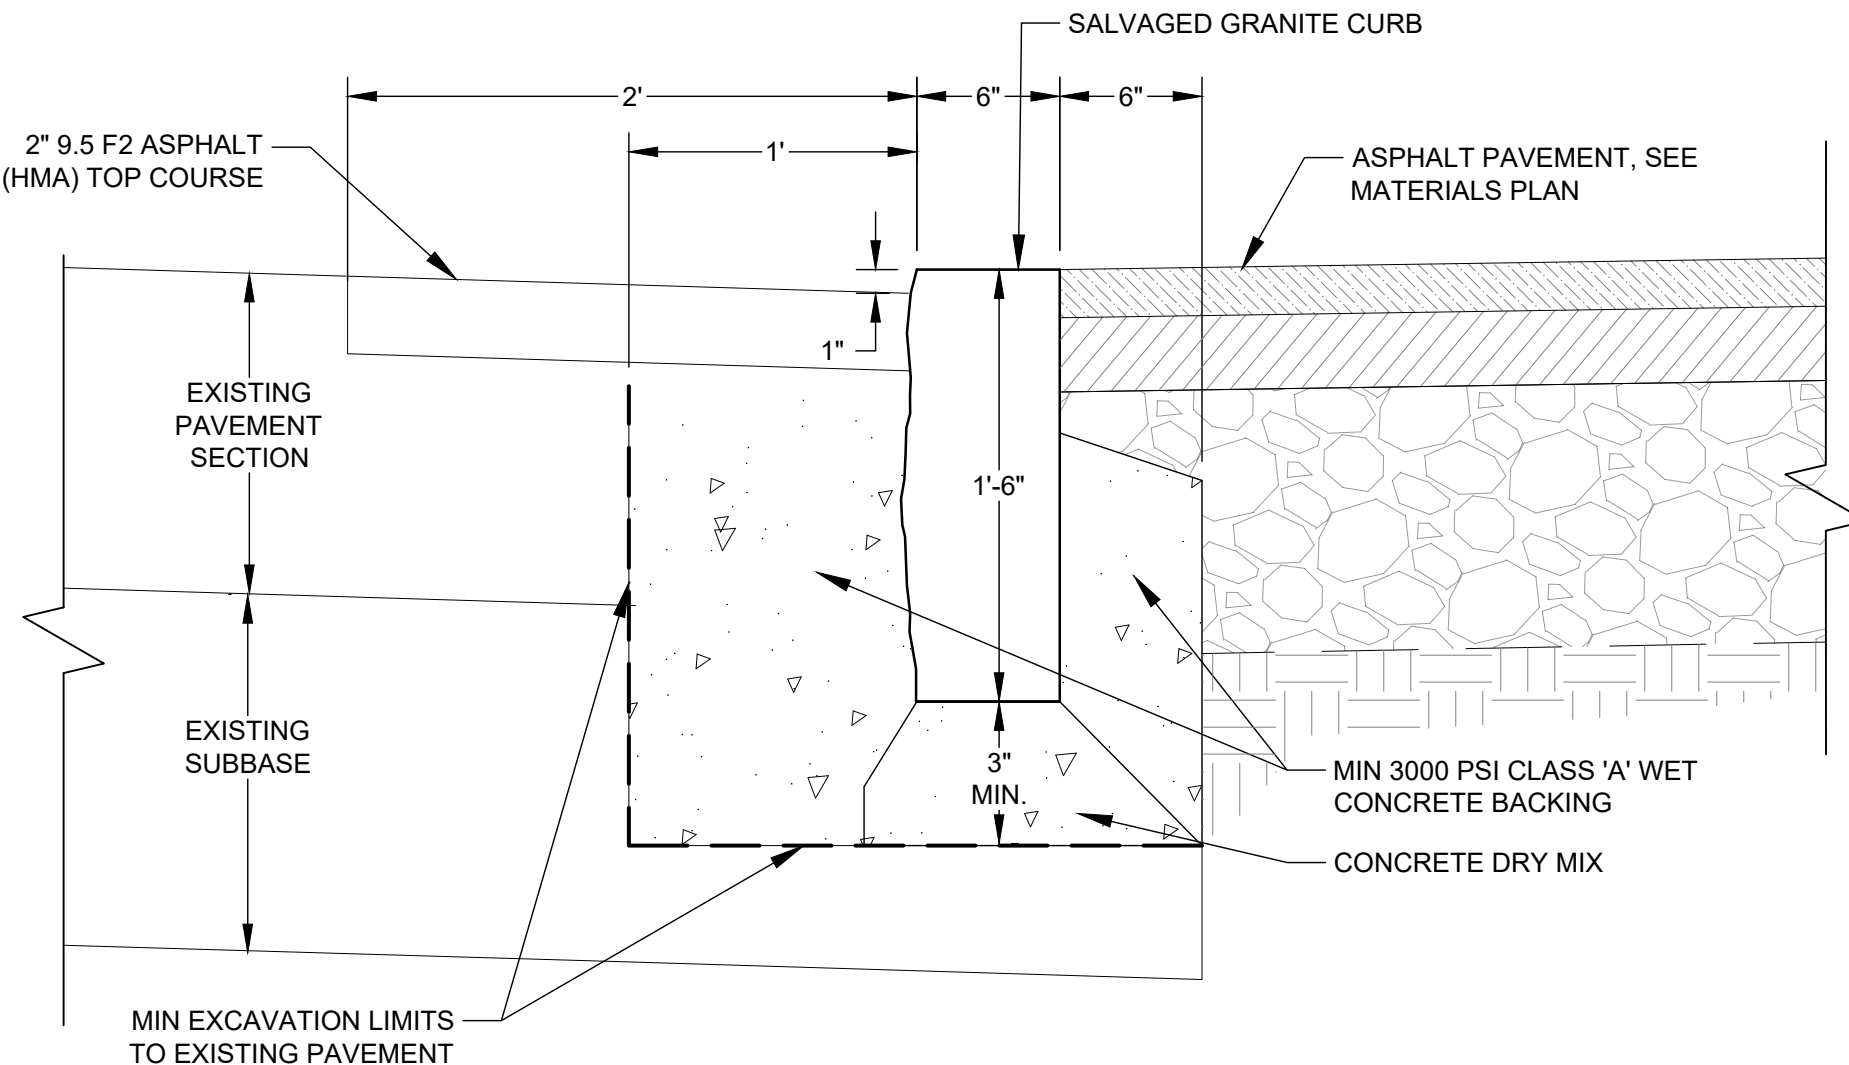 SALVAGED GRANITE CURB
2'
6"
6"
2" 9.5 F2 ASPHALT
(HMA) TOP COURSE
1'
ASPHALT PAVEMENT, SEE
MATERIALS PLAN
1"
EXISTING
PAVEMENT
SECTION
1'-6"
EXISTING
SUBBASE
3"
MIN.
MIN 3000 PSI CLASS 'A' WET
CONCRETE BACKING
CONCRETE DRY MIX
MIN EXCAVATION LIMITS
TO EXISTING PAVEMENT